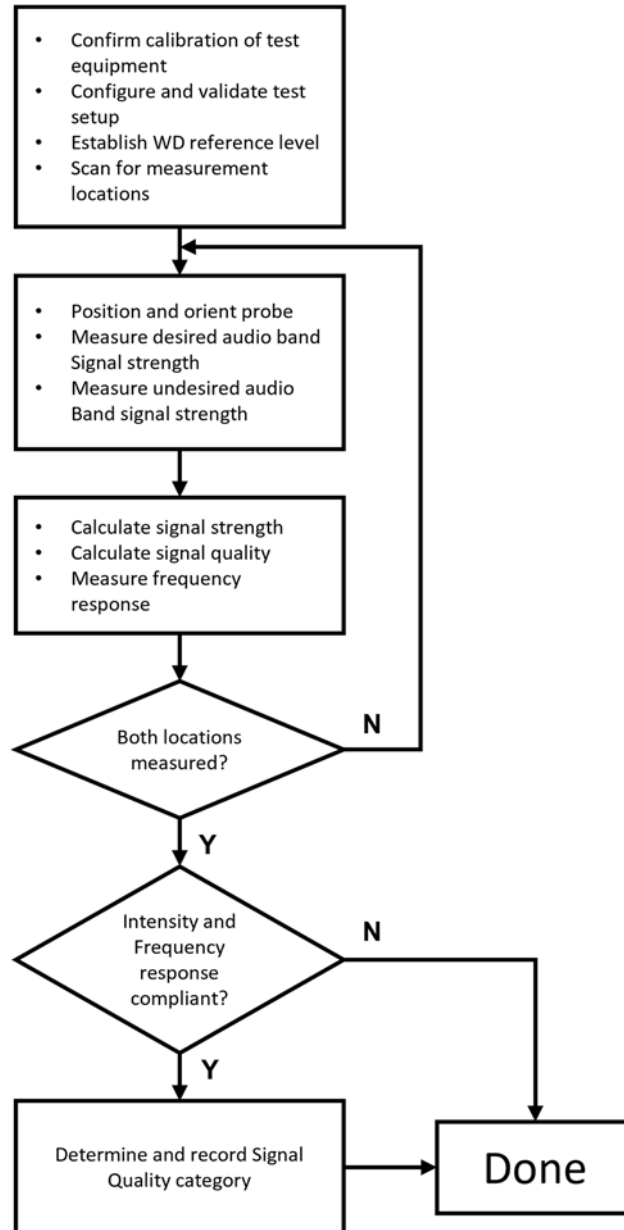 • Confirm calibration of test
equipment
• Configure and validate test
setup
• Establish WD reference level
• Scan for measurement
locations
• Position and orient probe
• Measure desired audio band
Signal strength
• Measure undesired audio
Band signal strength
• Calculate signal strength
• Calculate signal quality
• Measure frequency
response
Both locations
measured?
N
Y
Intensity and
Frequency
response
compliant?
N
Y
Determine and record Signal
Quality category
Done